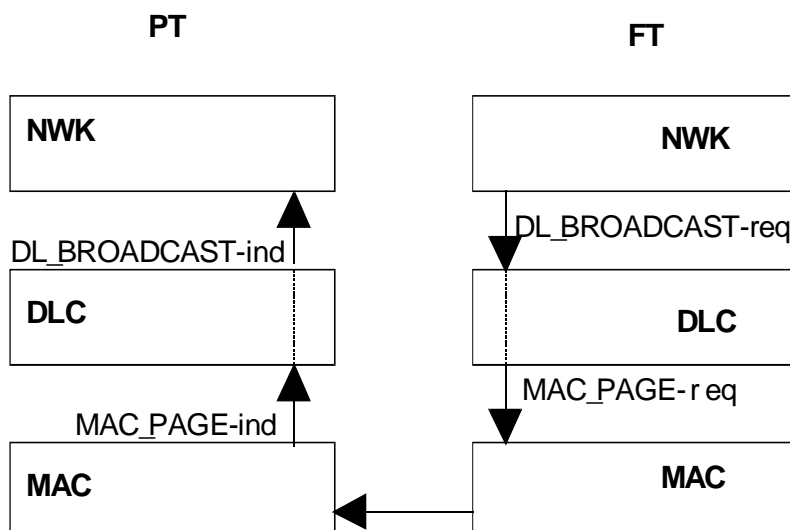 PT
FT
NWK
NWK
DL_BROADCAST-req
DL_BROADCAST-ind
DLC
DLC
MAC_PAGE-r eq
MAC_PAGE-ind
MAC
MAC